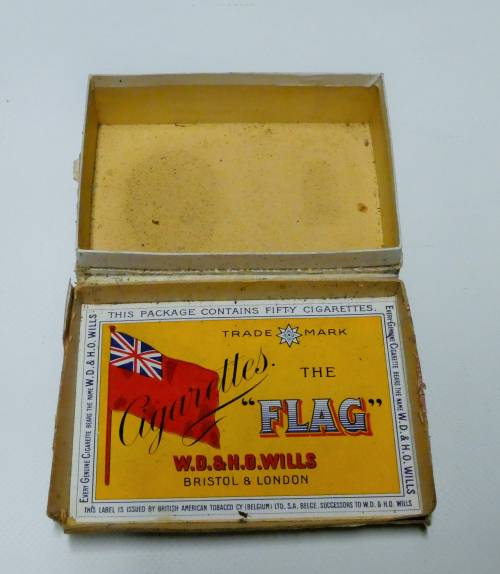 THIS PACKAGE CONTAINS FIFTY CIGARETTES.
TRADE MARK
Cigarettes.
THE
"FLAG"
W.D.&H.O.WILLS
BRISTOL & LONDON
EVERY GENUINE CIGARETTE BEARS THE NAME W.D. & H.O. WILLS
EVERY GENUINE CIGARETTE BEARS THE NAME W.D. & H.O. WILLS
THIS LABEL IS ISSUED BY BRITISH AMERICAN TOBACCO CY (BELGIUM) LTD. S.A. BELGE. SUCCESSORS TO W.D. & H.O. WILLS